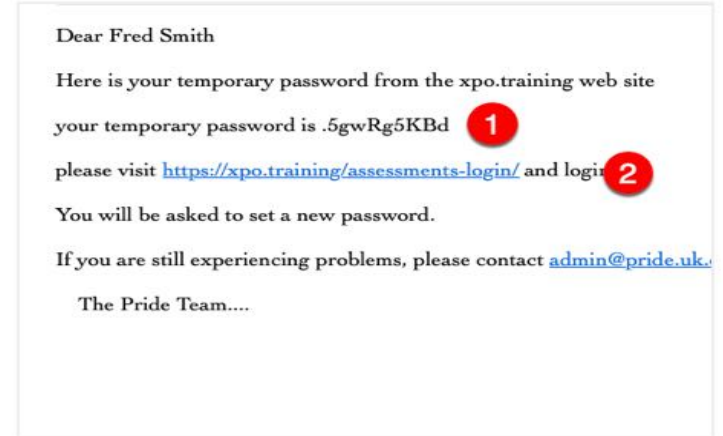 Dear Fred Smith
Here is your temporary password from the xpo.training web site
your temporary password is .5gwRg5KBd 1
please visit https://xpo.training/assessments-login/ and login 2
You will be asked to set a new password.
If you are still experiencing problems, please contact admin@pride.uk.
The Pride Team....